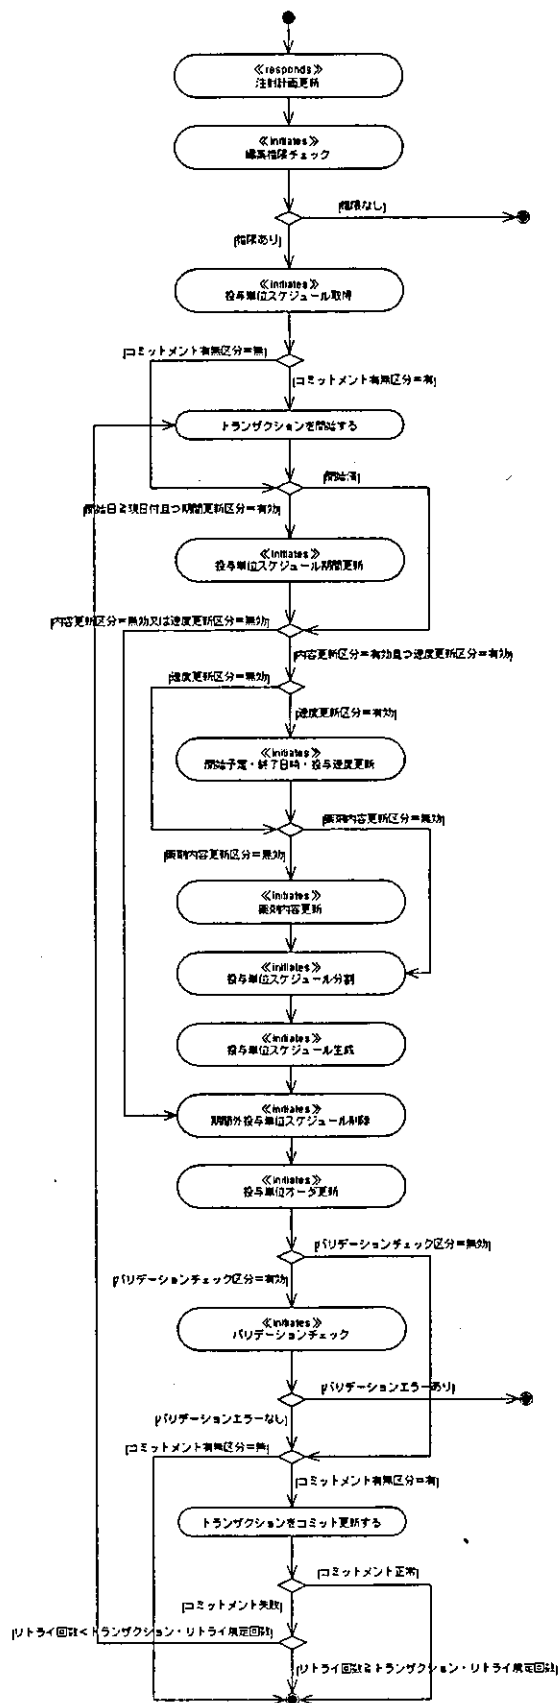 ≪responds≫
注射計画更新
≪initiates≫
編集権限チェック
[権限なし]
[権限あり]
≪initiates≫
投与単位スケジュール取得
[コミットメント有無区分=無]
[コミットメント有無区分=有]
トランザクションを開始する
[開始済]
[開始日≧現日付且つ期間更新区分=有効]
≪initiates≫
投与単位スケジュール期間更新
[内容更新区分=無効又は速度更新区分=無効]
[内容更新区分=有効且つ速度更新区分=有効]
[速度更新区分=無効]
[速度更新区分=有効]
≪initiates≫
開始予定・終了日時・投与速度更新
[薬剤内容更新区分=無効]
[薬剤内容更新区分=無効]
≪initiates≫
薬剤内容更新
≪initiates≫
投与単位スケジュール分割
≪initiates≫
投与単位スケジュール生成
≪initiates≫
期間外投与単位スケジュール削除
≪initiates≫
投与単位オーダ更新
[バリデーションチェック区分=無効]
[バリデーションチェック区分=有効]
≪initiates≫
バリデーションチェック
[バリデーションエラーあり]
[バリデーションエラーなし]
[コミットメント有無区分=無]
[コミットメント有無区分=有]
トランザクションをコミット更新する
[コミットメント正常]
[コミットメント失敗]
[リトライ回数<トランザクション・リトライ規定回数]
[リトライ回数≧トランザクション・リトライ規定回数]